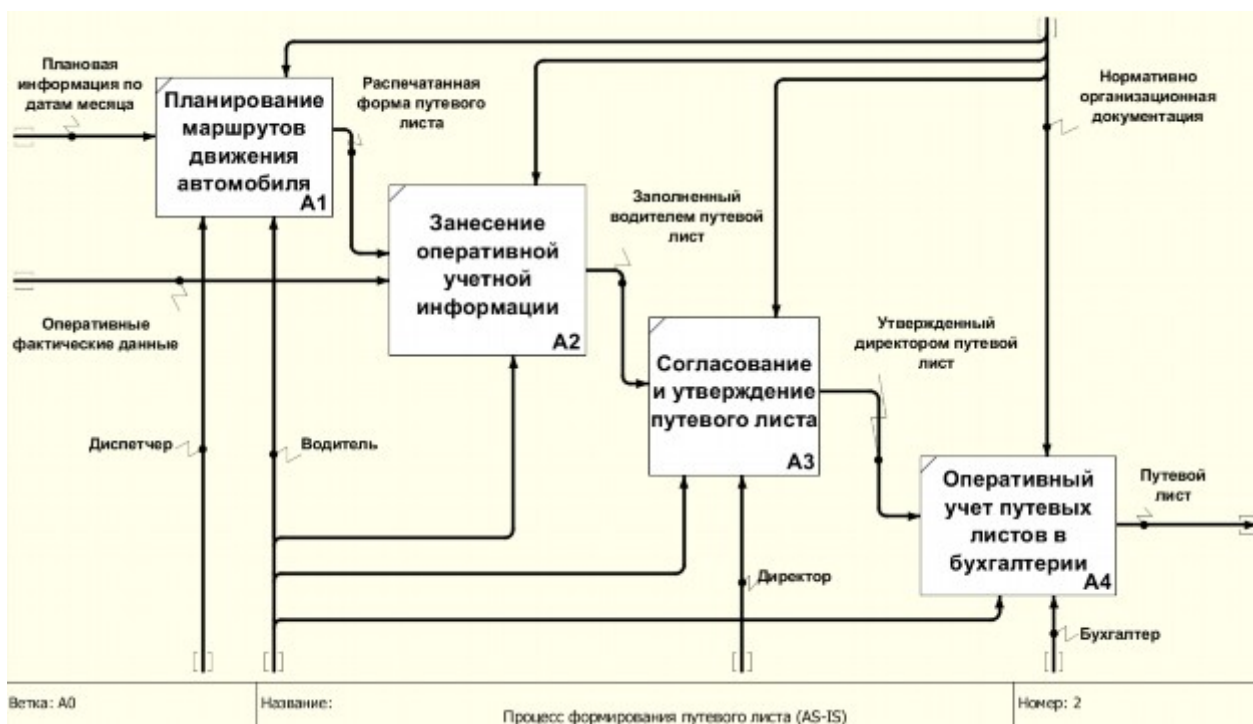 Плановая
информация по
датам месяца
Планирование
маршрутов
движения
автомобиля
A1
Распечатанная
форма путевого
листа
Нормативно
организационная
документация
Занесение
оперативной
учетной
информации
A2
Заполненный
водителем путевой
лист
Оперативные
фактические данные
Согласование
и утверждение
путевого листа
A3
Утвержденный
директором путевой
лист
Диспетчер
Водитель
Оперативный
учет путевых
листов в
бухгалтерии
A4
Путевой
лист
Директор
Бухгалтер
Ветка: A0
Название:
Процесс формирования путевого листа (AS-IS)
Номер: 2